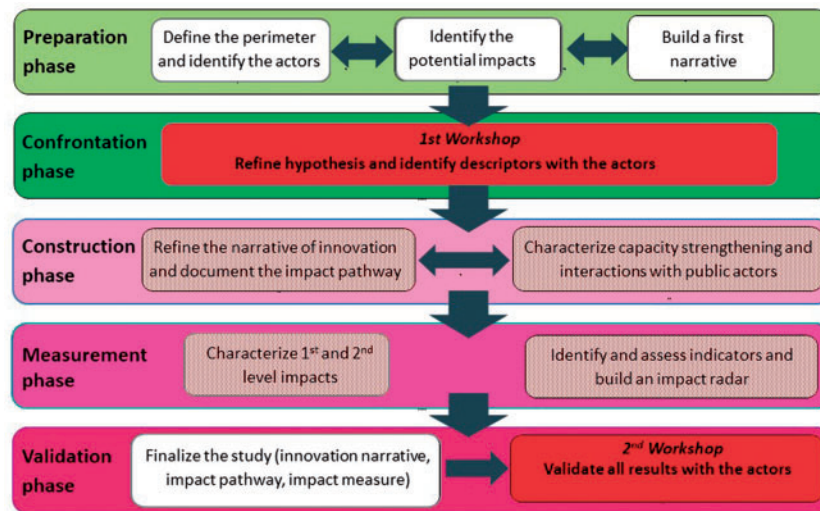 Preparation
phase
Define the perimeter
and identify the actors
Identify the
potential impacts
Build a first
narrative
Confrontation
phase
1st Workshop
Refine hypothesis and identify descriptors with the actors
Construction
phase
Refine the narrative of innovation
and document the impact pathway
Characterize capacity strengthening and
interactions with public actors
Measurement
phase
Characterize 1st and 2nd
level impacts
Identify and assess indicators and
build an impact radar
Validation
phase
Finalize the study (innovation narrative,
impact pathway, impact measure)
2nd Workshop
Validate all results with the actors